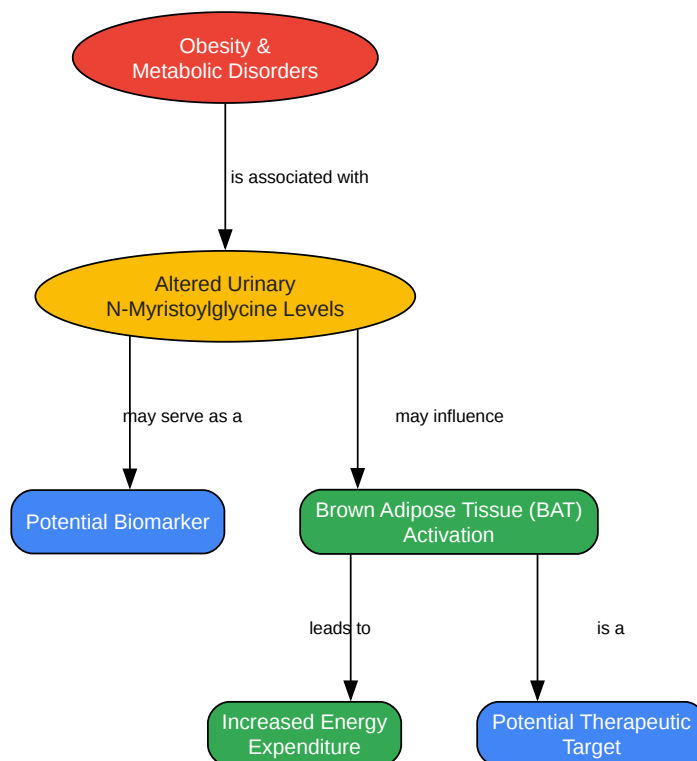 Obesity &
Metabolic Disorders
is associated with
Altered Urinary
N-Myristoylglycine Levels
may serve as a
may influence
Potential Biomarker
Brown Adipose Tissue (BAT)
Activation
leads to
is a
Increased Energy
Expenditure
Potential Therapeutic
Target